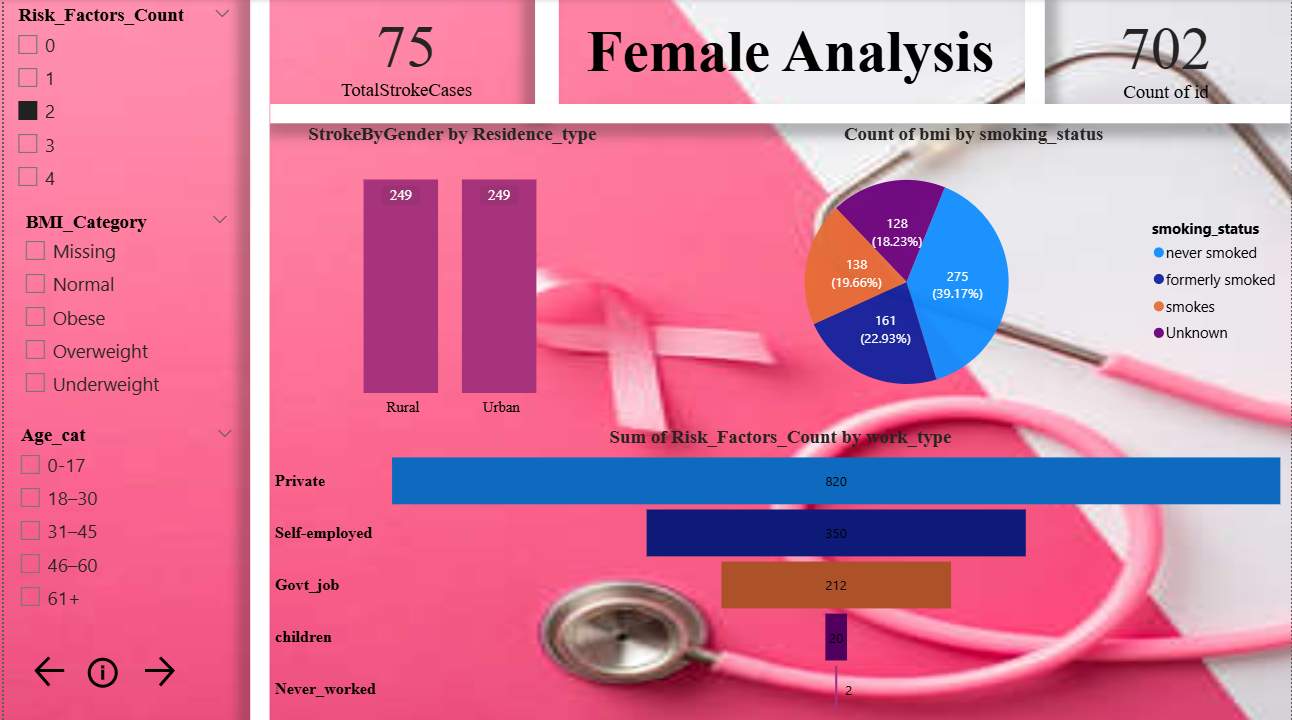 Risk_Factors_Count
0
1
2
3
4
BMI_Category
Missing
Normal
Obese
Overweight
Underweight
Age_cat
0-17
18–30
31–45
46–60
61+
75
TotalStrokeCases
Female Analysis
702
Count of id
StrokeByGender by Residence_type
249
249
Rural
Urban
Count of bmi by smoking_status
128
(18.23%)
138
(19.66%)
275
(39.17%)
161
(22.93%)
smoking_status
never smoked
formerly smoked
smokes
Unknown
Sum of Risk_Factors_Count by work_type
Private
820
Self-employed
350
Govt_job
212
children
20
Never_worked
2